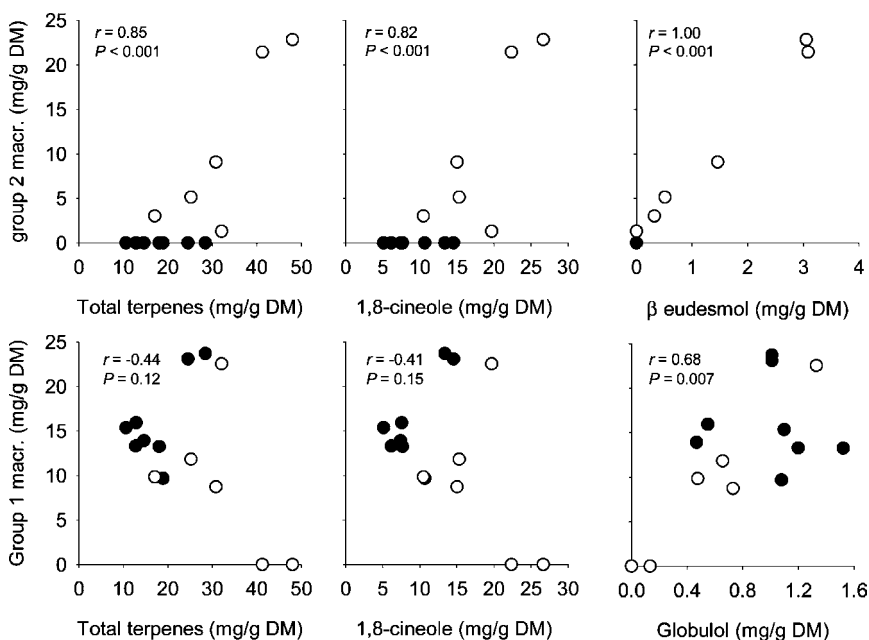 group 2 macr. (mg/g DM)
25
20
15
10
5
0
r = 0.85
P < 0.001
0 10 20 30 40 50
Total terpenes (mg/g DM)
r = 0.82
P < 0.001
0 5 10 15 20 25 30
1,8-cineole (mg/g DM)
r = 1.00
P < 0.001
0 1 2 3 4
β eudesmol (mg/g DM)
Group 1 macr. (mg/g DM)
25
20
15
10
5
0
r = -0.44
P = 0.12
0 10 20 30 40 50
Total terpenes (mg/g DM)
r = -0.41
P = 0.15
0 5 10 15 20 25 30
1,8-cineole (mg/g DM)
r = 0.68
P = 0.007
0.0 0.4 0.8 1.2 1.6
Globulol (mg/g DM)